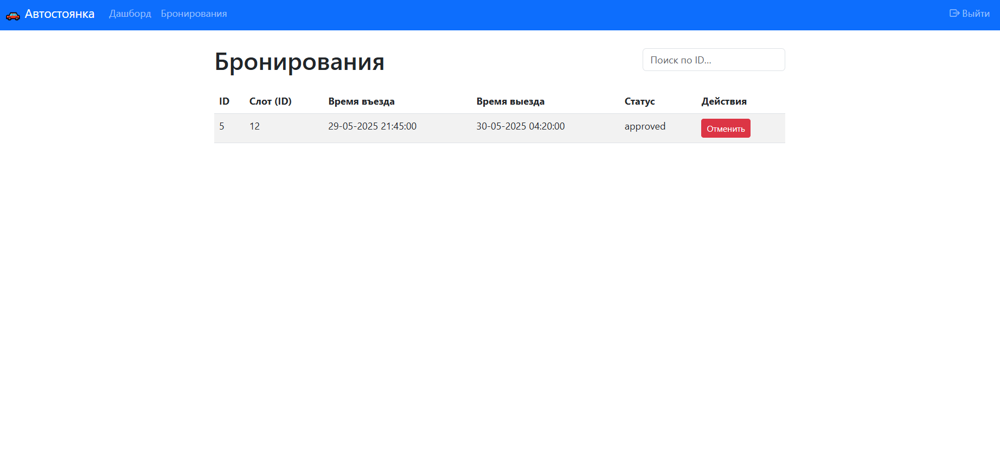 Автостоянка Дашборд Бронирования Выйти
Бронирования Поиск по ID...
ID Слот (ID) Время въезда Время выезда Статус Действия
5 12 29-05-2025 21:45:00 30-05-2025 04:20:00 approved Отменить